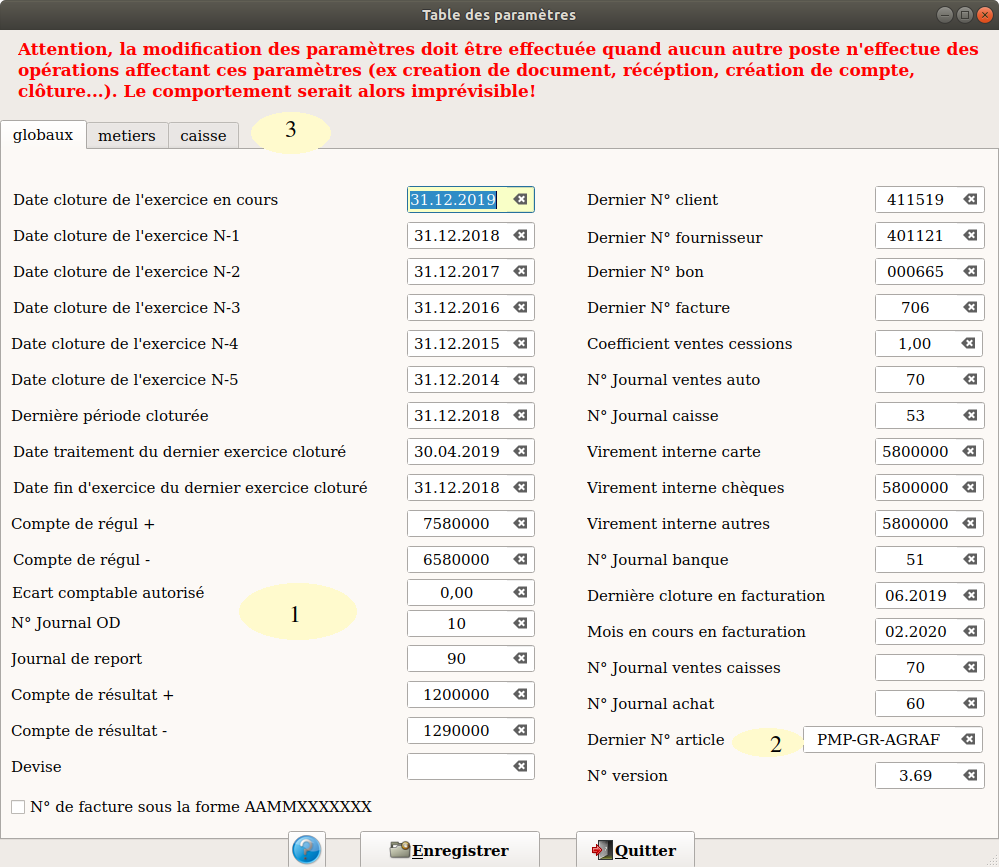 Table des paramètres
Attention, la modification des paramètres doit être effectuée quand aucun autre poste n'effectue des
opérations affectant ces paramètres (ex creation de document, récéption, création de compte,
clôture...). Le comportement serait alors imprévisible!
globaux metiers caisse 3
Date cloture de l'exercice en cours 31.12.2019
Date cloture de l'exercice N-1 31.12.2018
Date cloture de l'exercice N-2 31.12.2017
Date cloture de l'exercice N-3 31.12.2016
Date cloture de l'exercice N-4 31.12.2015
Date cloture de l'exercice N-5 31.12.2014
Dernière période cloturée 31.12.2018
Date traitement du dernier exercice cloturé 30.04.2019
Date fin d'exercice du dernier exercice cloturé 31.12.2018
Compte de régul + 7580000
Compte de régul - 6580000
Ecart comptable autorisé 0,00
1
N° Journal OD 10
Journal de report 90
Compte de résultat + 1200000
Compte de résultat - 1290000
Devise
N° de facture sous la forme AAMMXXXXXXX
Dernier N° client 411519
Dernier N° fournisseur 401121
Dernier N° bon 000665
Dernier N° facture 706
Coefficient ventes cessions 1,00
N° Journal ventes auto 70
N° Journal caisse 53
Virement interne carte 5800000
Virement interne chèques 5800000
Virement interne autres 5800000
N° Journal banque 51
Dernière cloture en facturation 06.2019
Mois en cours en facturation 02.2020
N° Journal ventes caisses 70
N° Journal achat 60
Dernier N° article 2 PMP-GR-AGRAF
N° version 3.69
? Enregistrer Quitter